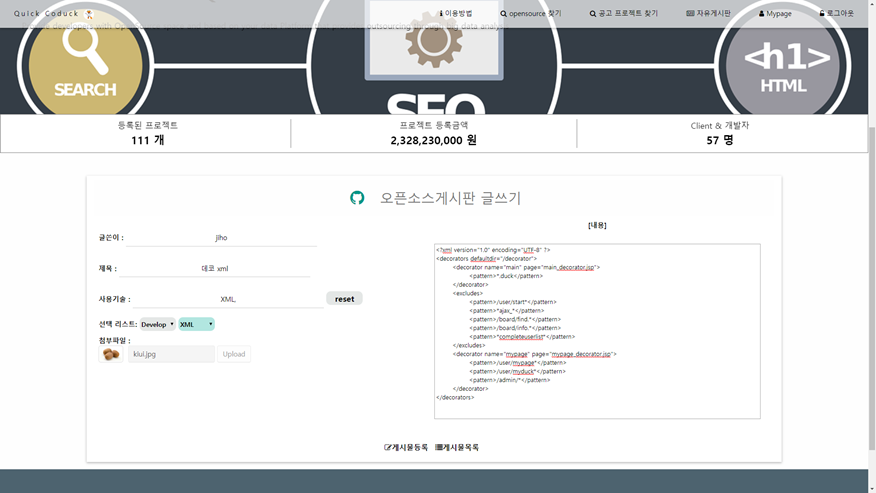 Quick Coduck
이용방법
opensource 찾기
공고 프로젝트 찾기
자유게시판
Mypage
로그아웃
developers with
outsourcing through big data analysis
SEARCH
SEO
<h1>
HTML
등록된 프로젝트
111 개
프로젝트 등록금액
2,328,230,000 원
Client & 개발자
57 명
오픈소스게시판 글쓰기
글쓴이 : jiho
제목 : 데코 xml
사용기술 : XML, reset
선택 리스트: Develop XML
첨부파일 :
kiui.jpg Upload
[내용]
<?xml version="1.0" encoding="UTF-8" ?>
<decorators defaultdir="/decorator">
<decorator name="main" page="main_decorator.jsp">
<pattern>*.duck</pattern>
</decorator>
<excludes>
<pattern>/user/start*</pattern>
<pattern>*ajax_*</pattern>
<pattern>/board/find.*</pattern>
<pattern>/board/info.*</pattern>
<pattern>*completeuserlist*</pattern>
</excludes>
<decorator name="mypage" page="mypage_decorator.jsp">
<pattern>/user/mypage*</pattern>
<pattern>/user/myduck*</pattern>
<pattern>/admin/*</pattern>
</decorator>
</decorators>
게시물등록 게시물목록